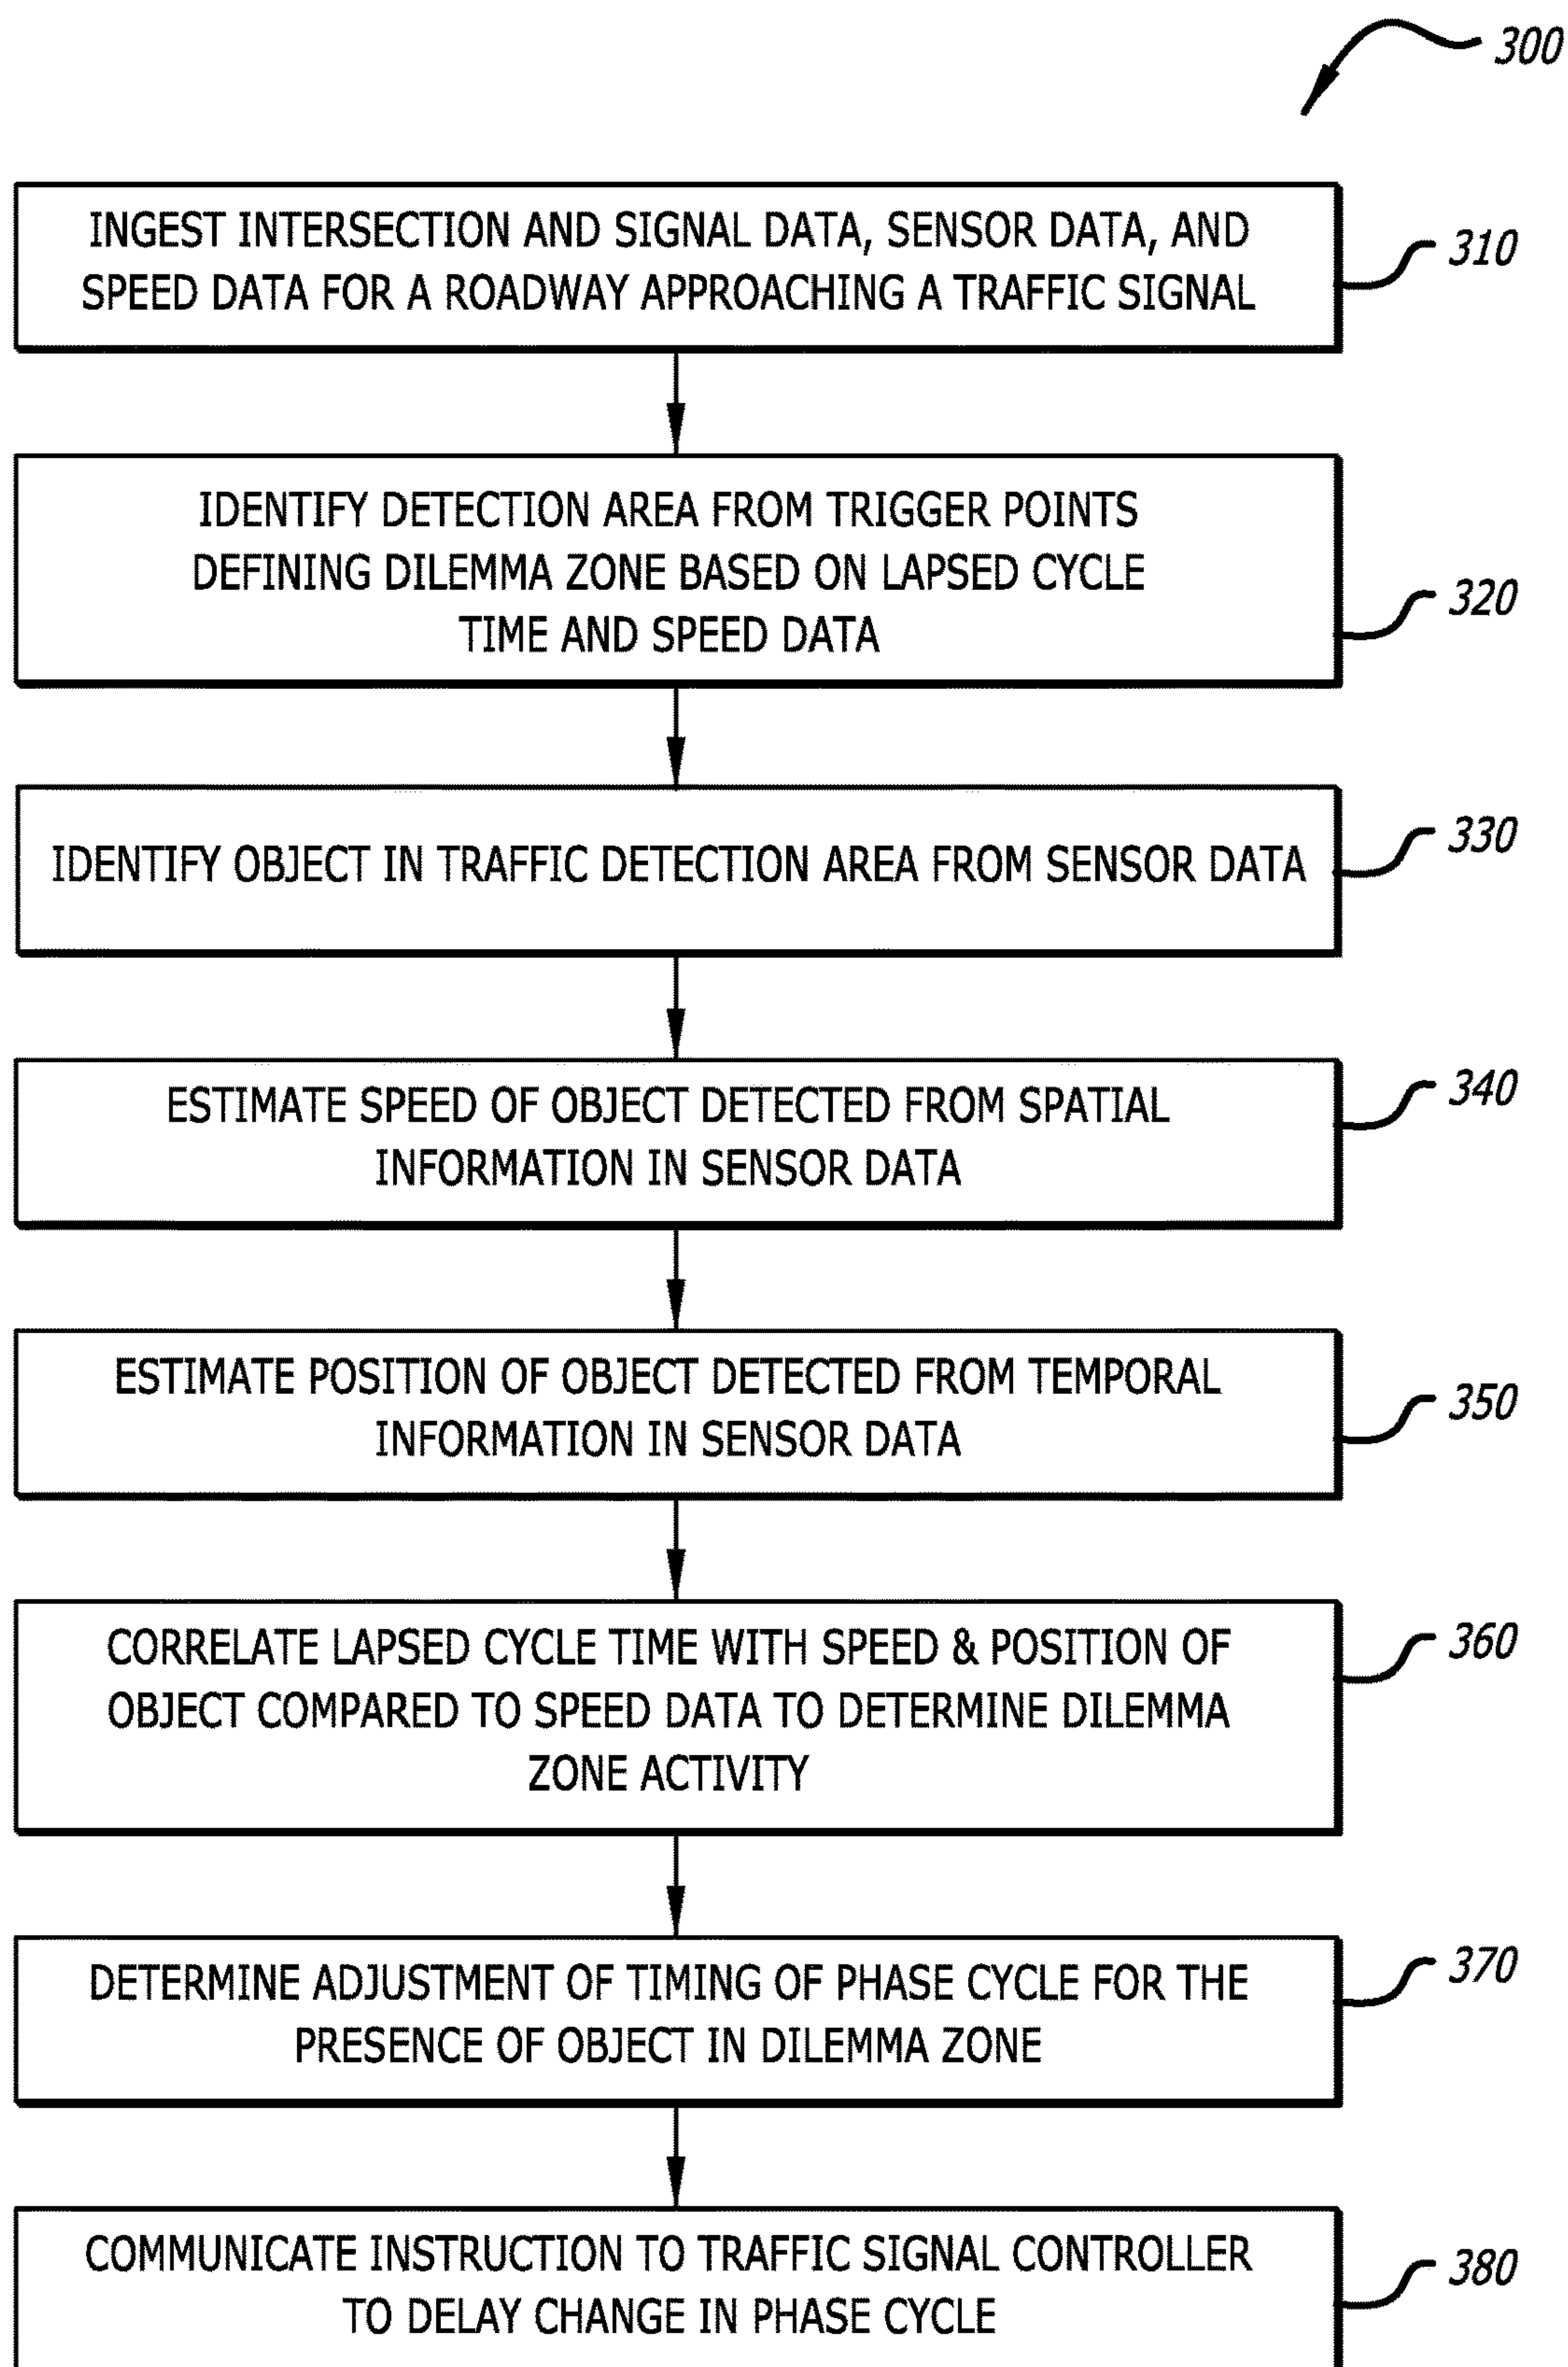 300
INGEST INTERSECTION AND SIGNAL DATA, SENSOR DATA, AND
SPEED DATA FOR A ROADWAY APPROACHING A TRAFFIC SIGNAL
310
IDENTIFY DETECTION AREA FROM TRIGGER POINTS
DEFINING DILEMMA ZONE BASED ON LAPSED CYCLE
TIME AND SPEED DATA
320
IDENTIFY OBJECT IN TRAFFIC DETECTION AREA FROM SENSOR DATA
330
ESTIMATE SPEED OF OBJECT DETECTED FROM SPATIAL
INFORMATION IN SENSOR DATA
340
ESTIMATE POSITION OF OBJECT DETECTED FROM TEMPORAL
INFORMATION IN SENSOR DATA
350
CORRELATE LAPSED CYCLE TIME WITH SPEED & POSITION OF
OBJECT COMPARED TO SPEED DATA TO DETERMINE DILEMMA
ZONE ACTIVITY
360
DETERMINE ADJUSTMENT OF TIMING OF PHASE CYCLE FOR THE
PRESENCE OF OBJECT IN DILEMMA ZONE
370
COMMUNICATE INSTRUCTION TO TRAFFIC SIGNAL CONTROLLER
TO DELAY CHANGE IN PHASE CYCLE
380